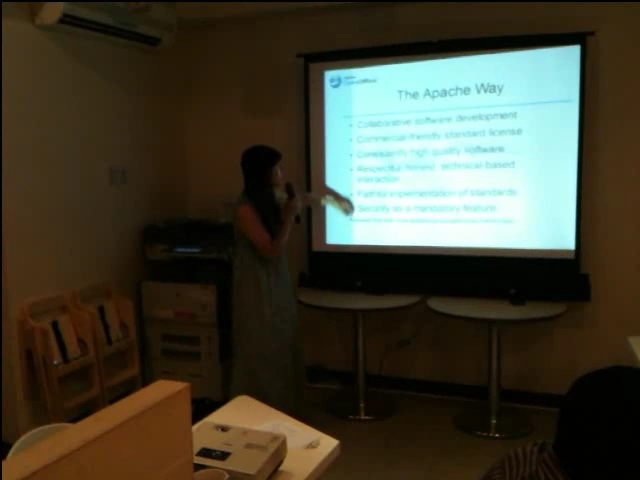 The Apache Way
• Collaborative software development
• Commercial-friendly standard license
• Consistently high quality software
• Respectful, honest, technical-based
interaction
• Faithful implementation of standards
• Security as a mandatory feature